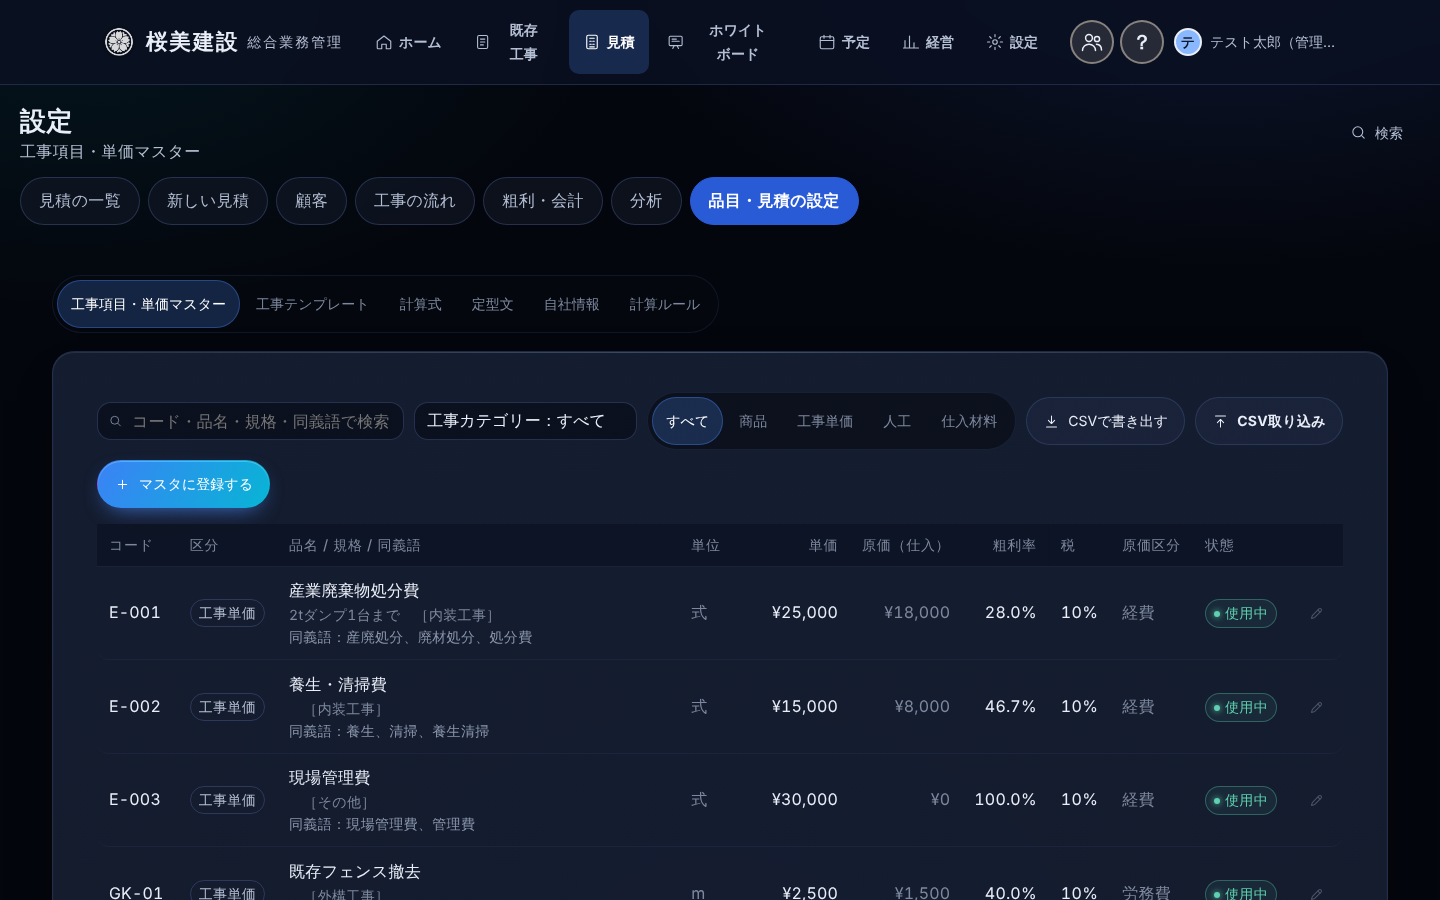 桜美建設 総合業務管理 ホーム 既存工事 見積 ホワイトボード 予定 経営 設定 ? テ テスト太郎（管理...
設定
工事項目・単価マスター
検索
見積の一覧 新しい見積 顧客 工事の流れ 粗利・会計 分析 品目・見積の設定
工事項目・単価マスター 工事テンプレート 計算式 定型文 自社情報 計算ルール
コード・品名・規格・同義語で検索 工事カテゴリー：すべて すべて 商品 工事単価 人工 仕入材料 CSVで書き出す CSV取り込み
+ マスタに登録する
コード 区分 品名 / 規格 / 同義語 単位 単価 原価（仕入） 粗利率 税 原価区分 状態
産業廃棄物処分費
E-001 工事単価 2tダンプ1台まで ［内装工事］ 式 ¥25,000 ¥18,000 28.0% 10% 経費 使用中
同義語：産廃処分、廃材処分、処分費
養生・清掃費
E-002 工事単価 ［内装工事］ 式 ¥15,000 ¥8,000 46.7% 10% 経費 使用中
同義語：養生、清掃、養生清掃
現場管理費
E-003 工事単価 ［その他］ 式 ¥30,000 ¥0 100.0% 10% 経費 使用中
同義語：現場管理費、管理費
既存フェンス撤去
GK-01 工事単価 ［外構工事］ m ¥2,500 ¥1,500 40.0% 10% 労務費 使用中